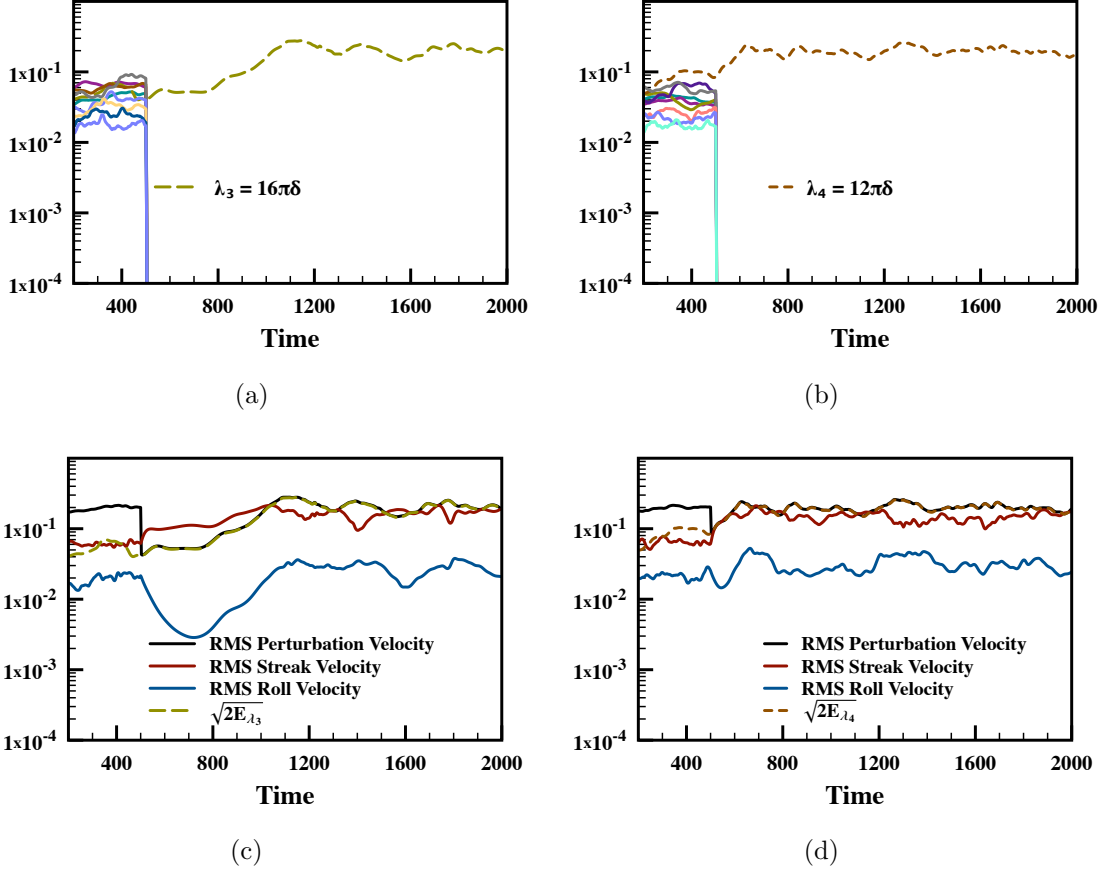 1x10⁻¹
1x10⁻²
1x10⁻³
1x10⁻⁴
λ₃ = 16πδ
400 800 1200 1600 2000
Time
(a)
1x10⁻¹
1x10⁻²
1x10⁻³
1x10⁻⁴
λ₄ = 12πδ
400 800 1200 1600 2000
Time
(b)
1x10⁻¹
1x10⁻²
1x10⁻³
1x10⁻⁴
RMS Perturbation Velocity
RMS Streak Velocity
RMS Roll Velocity
√2E_λ₃
400 800 1200 1600 2000
Time
(c)
1x10⁻¹
1x10⁻²
1x10⁻³
1x10⁻⁴
RMS Perturbation Velocity
RMS Streak Velocity
RMS Roll Velocity
√2E_λ₄
400 800 1200 1600 2000
Time
(d)